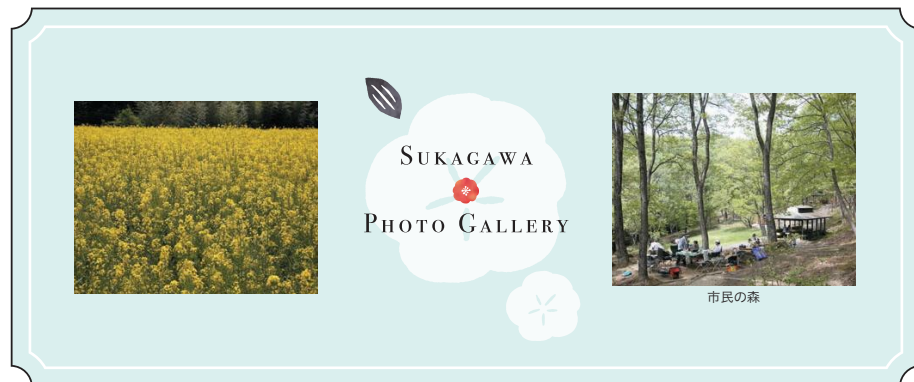 SUKAGAWA
PHOTO GALLERY
市民の森